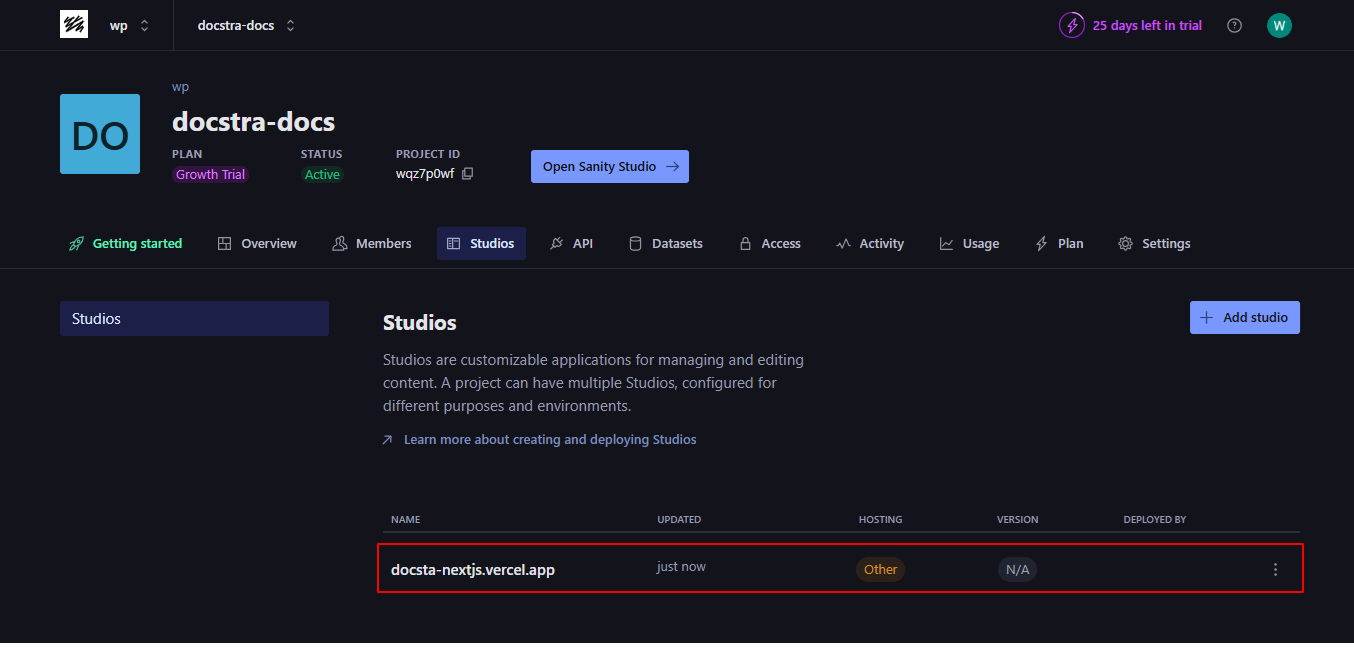 wp docstra-docs 25 days left in trial ? W
wp
DO
docstra-docs
PLAN STATUS PROJECT ID
Growth Trial Active wqz7p0wf
Open Sanity Studio
Getting started Overview Members Studios API Datasets Access Activity Usage Plan Settings
Studios
Studios
Add studio
Studios are customizable applications for managing and editing
content. A project can have multiple Studios, configured for
different purposes and environments.
Learn more about creating and deploying Studios
NAME UPDATED HOSTING VERSION DEPLOYED BY
docsta-nextjs.vercel.app just now Other N/A